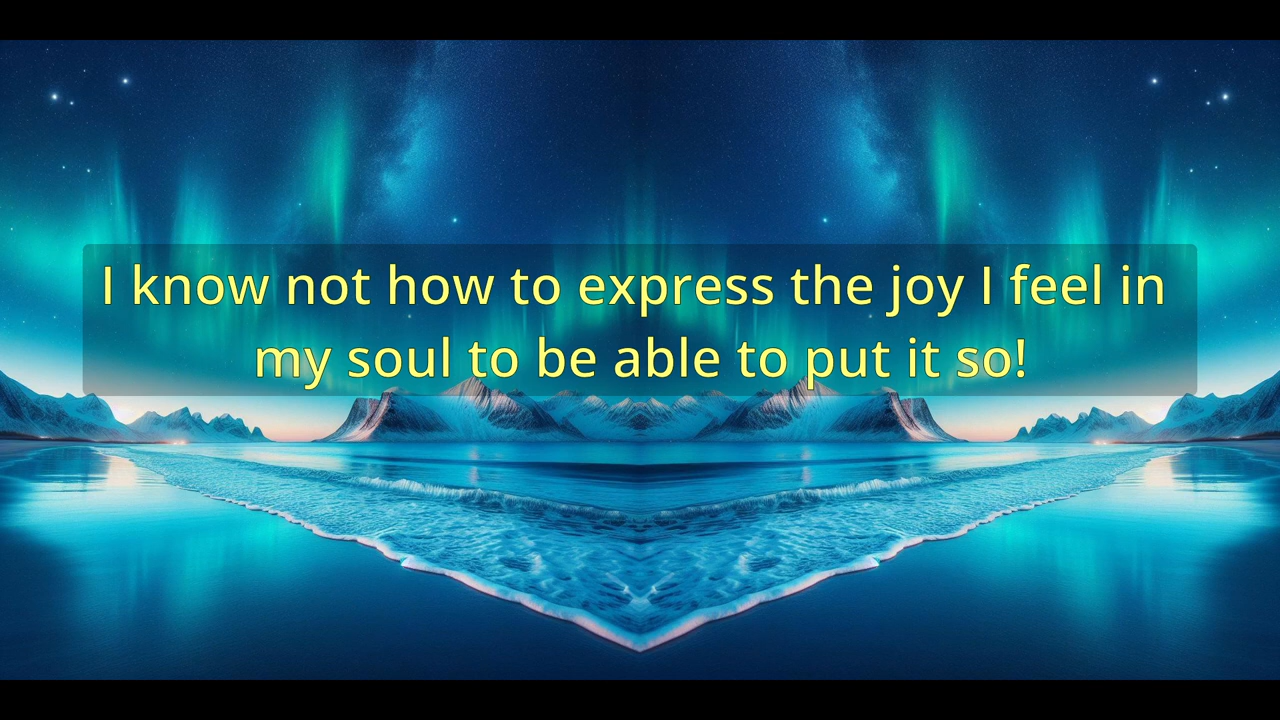 I know not how to express the joy I feel in
my soul to be able to put it so!